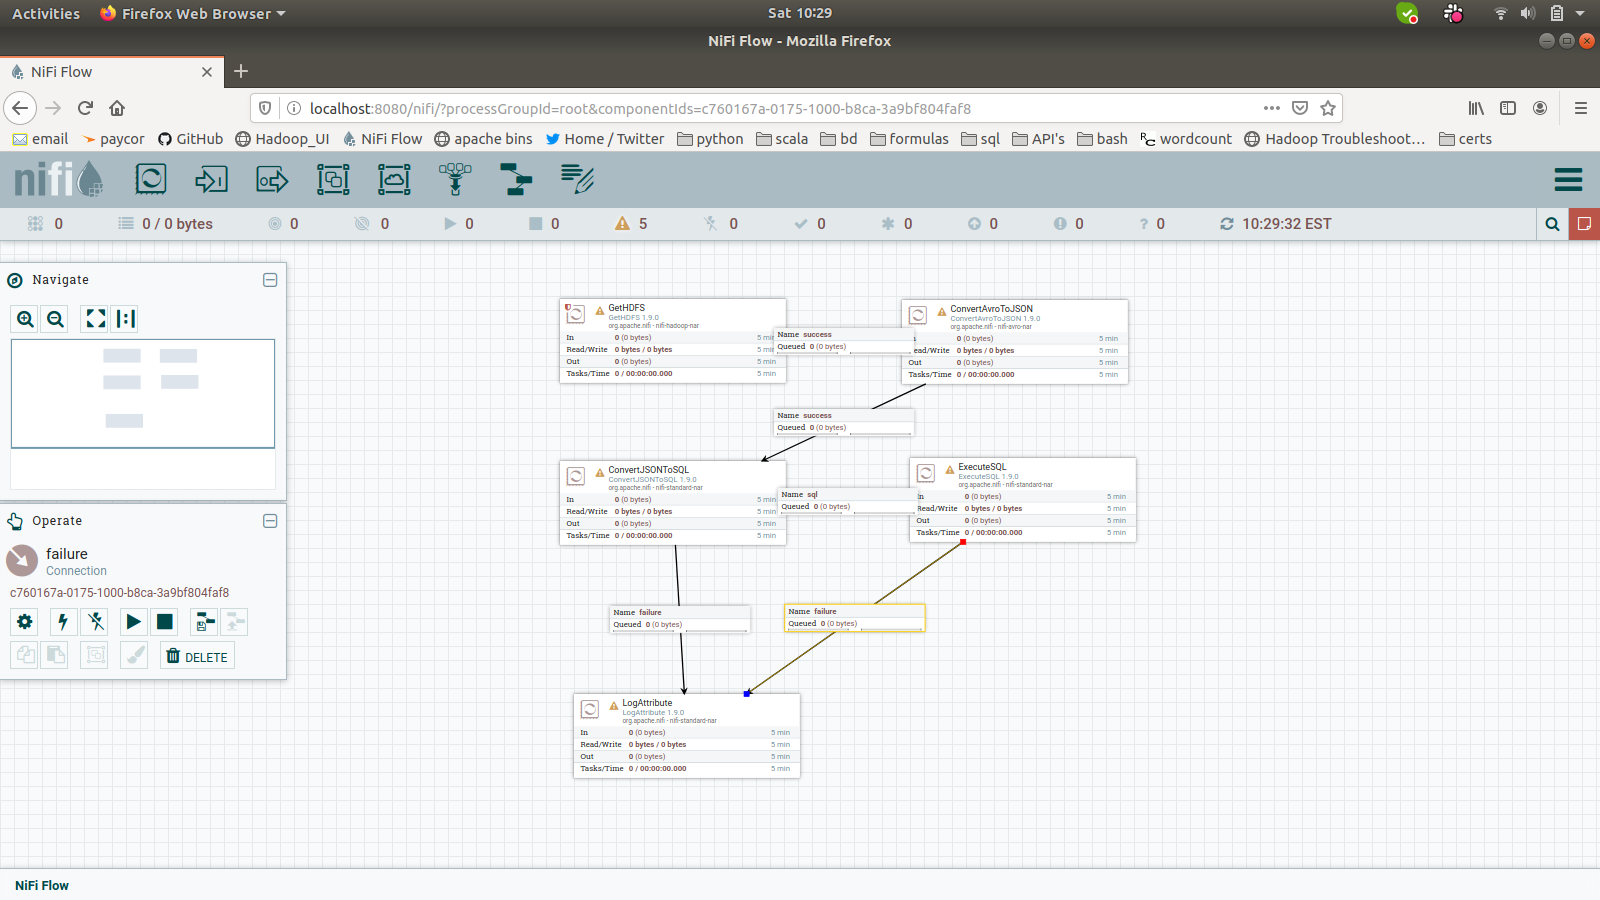 Activities Firefox Web Browser Sat 10:29
NiFi Flow - Mozilla Firefox
NiFi Flow
localhost:8080/nifi/?processGroupId=root&componentIds=c760167a-0175-1000-b8ca-3a9bf804faf8
email paycor GitHub Hadoop_UI NiFi Flow apache bins Home / Twitter python scala bd formulas sql API's bash wordcount Hadoop Troubleshoot… certs
nifi
0 0 / 0 bytes 0 0 0 0 5 0 0 0 0 0 ? 0 10:29:32 EST
Navigate
Operate
failure
Connection
c760167a-0175-1000-b8ca-3a9bf804faf8
DELETE
GetHDFS
GetHDFS 1.9.0
org.apache.nifi - nifi-hadoop-nar
In 0 (0 bytes) 5 min
Read/Write 0 bytes / 0 bytes
Out 0 (0 bytes) 5 min
Tasks/Time 0 / 00:00:00.000 5 min
Name success
Queued 0 (0 bytes)
ConvertAvroToJSON
ConvertAvroToJSON 1.9.0
org.apache.nifi - nifi-avro-nar
0 (0 bytes) 5 min
0 bytes / 0 bytes 5 min
Out 0 (0 bytes) 5 min
Tasks/Time 0 / 00:00:00.000 5 min
Name success
Queued 0 (0 bytes)
ConvertJSONToSQL
ConvertJSONToSQL 1.9.0
org.apache.nifi - nifi-standard-nar
In 0 (0 bytes) 5 min
Read/Write 0 bytes / 0 bytes 5 min
Out 0 (0 bytes) 5 min
Tasks/Time 0 / 00:00:00.000 5 min
Name sql
Queued 0 (0 bytes)
ExecuteSQL
ExecuteSQL 1.9.0
org.apache.nifi - nifi-standard-nar
In 0 (0 bytes) 5 min
Read/Write 0 bytes / 0 bytes 5 min
Out 0 (0 bytes) 5 min
Tasks/Time 0 / 00:00:00.000 5 min
Name failure
Queued 0 (0 bytes)
Name failure
Queued 0 (0 bytes)
LogAttribute
LogAttribute 1.9.0
org.apache.nifi - nifi-standard-nar
In 0 (0 bytes) 5 min
Read/Write 0 bytes / 0 bytes 5 min
Out 0 (0 bytes) 5 min
Tasks/Time 0 / 00:00:00.000 5 min
NiFi Flow